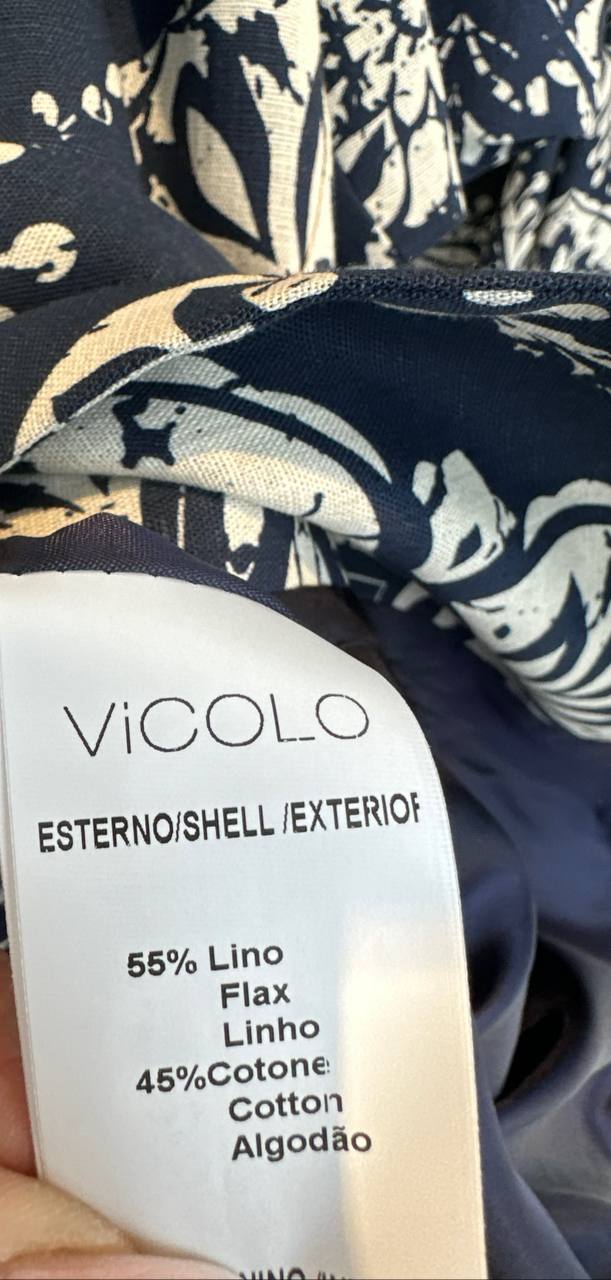 ViCOLO
ESTERNO/SHELL /EXTERIOR
55% Lino
Flax
Linho
45%Cotone
Cotton
Algodão